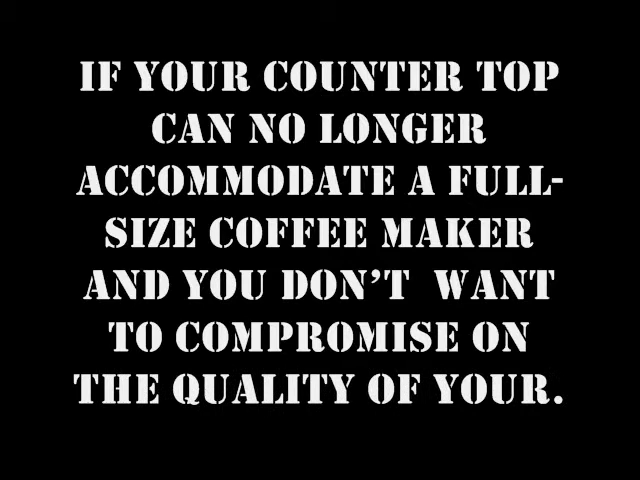 IF YOUR COUNTER TOP
CAN NO LONGER
ACCOMMODATE A FULL-
SIZE COFFEE MAKER
AND YOU DON’T  WANT
TO COMPROMISE ON
THE QUALITY OF YOUR.